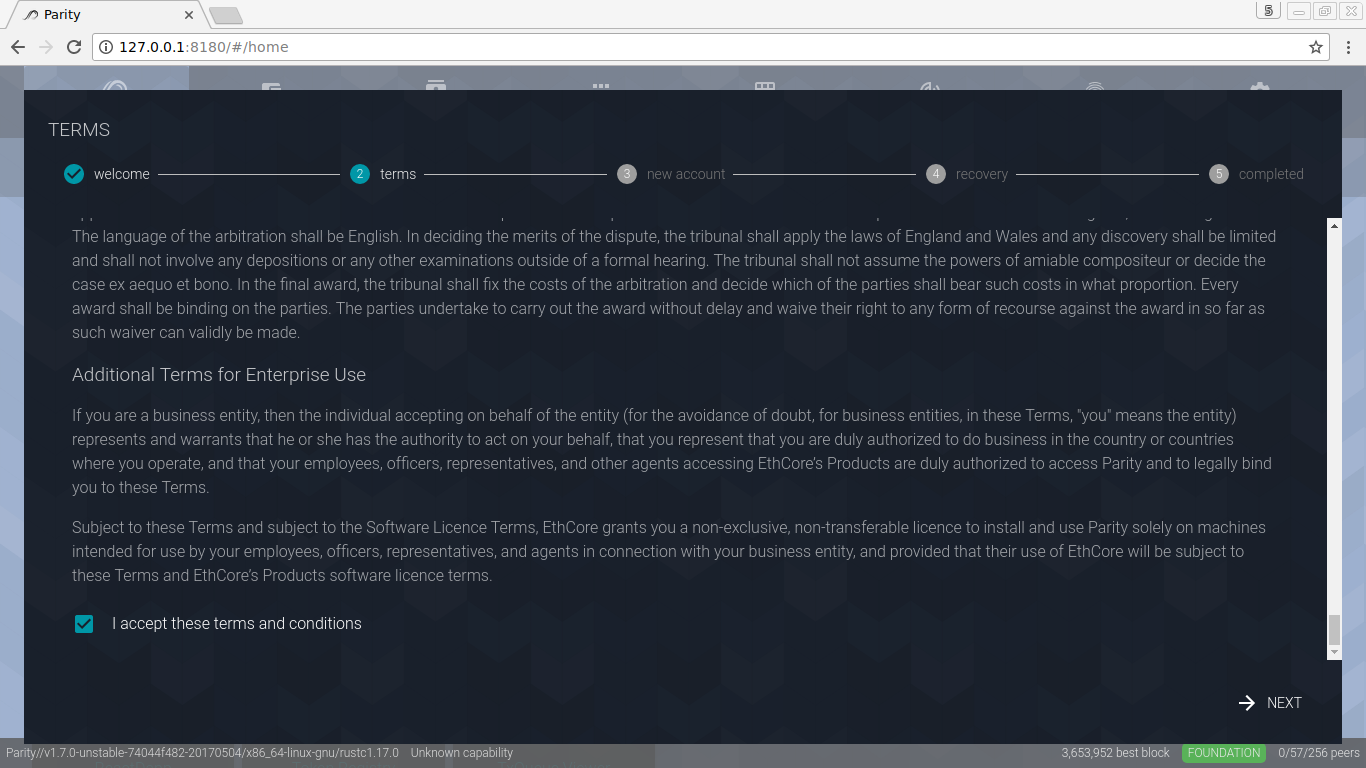 Parity
5
127.0.0.1:8180/#/home
TERMS
welcome
2 terms
3 new account
4 recovery
5 completed
The language of the arbitration shall be English. In deciding the merits of the dispute, the tribunal shall apply the laws of England and Wales and any discovery shall be limited
and shall not involve any depositions or any other examinations outside of a formal hearing. The tribunal shall not assume the powers of amiable compositeur or decide the
case ex aequo et bono. In the final award, the tribunal shall fix the costs of the arbitration and decide which of the parties shall bear such costs in what proportion. Every
award shall be binding on the parties. The parties undertake to carry out the award without delay and waive their right to any form of recourse against the award in so far as
such waiver can validly be made.
Additional Terms for Enterprise Use
If you are a business entity, then the individual accepting on behalf of the entity (for the avoidance of doubt, for business entities, in these Terms, "you" means the entity)
represents and warrants that he or she has the authority to act on your behalf, that you represent that you are duly authorized to do business in the country or countries
where you operate, and that your employees, officers, representatives, and other agents accessing EthCore's Products are duly authorized to access Parity and to legally bind
you to these Terms.
Subject to these Terms and subject to the Software Licence Terms, EthCore grants you a non-exclusive, non-transferable licence to install and use Parity solely on machines
intended for use by your employees, officers, representatives, and agents in connection with your business entity, and provided that their use of EthCore will be subject to
these Terms and EthCore's Products software licence terms.
I accept these terms and conditions
NEXT
Parity//v1.7.0-unstable-74044f482-20170504/x86_64-linux-gnu/rustc1.17.0 Unknown capability
3,653,952 best block FOUNDATION 0/57/256 peers